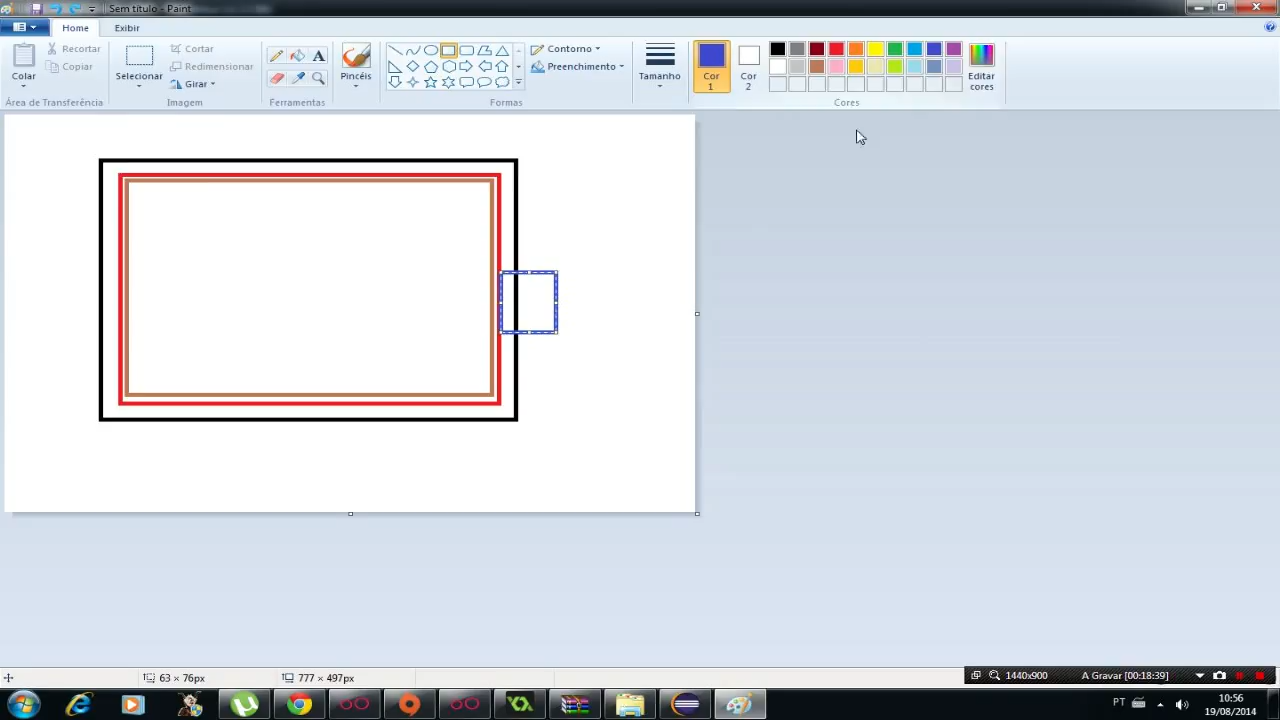 Sem título - Paint
Home Exibir
Colar
Recortar
Copiar
Área de Transferência
Selecionar
Cortar
Redimensionar
Girar
Imagem
A
Ferramentas
Pincéis
Contorno
Preenchimento
Formas
Tamanho
Cor
1
Cor
2
Editar
cores
Cores
63 × 76px
777 × 497px
1440x900
A Gravar [00:18:39]
PT
10:56
19/08/2014